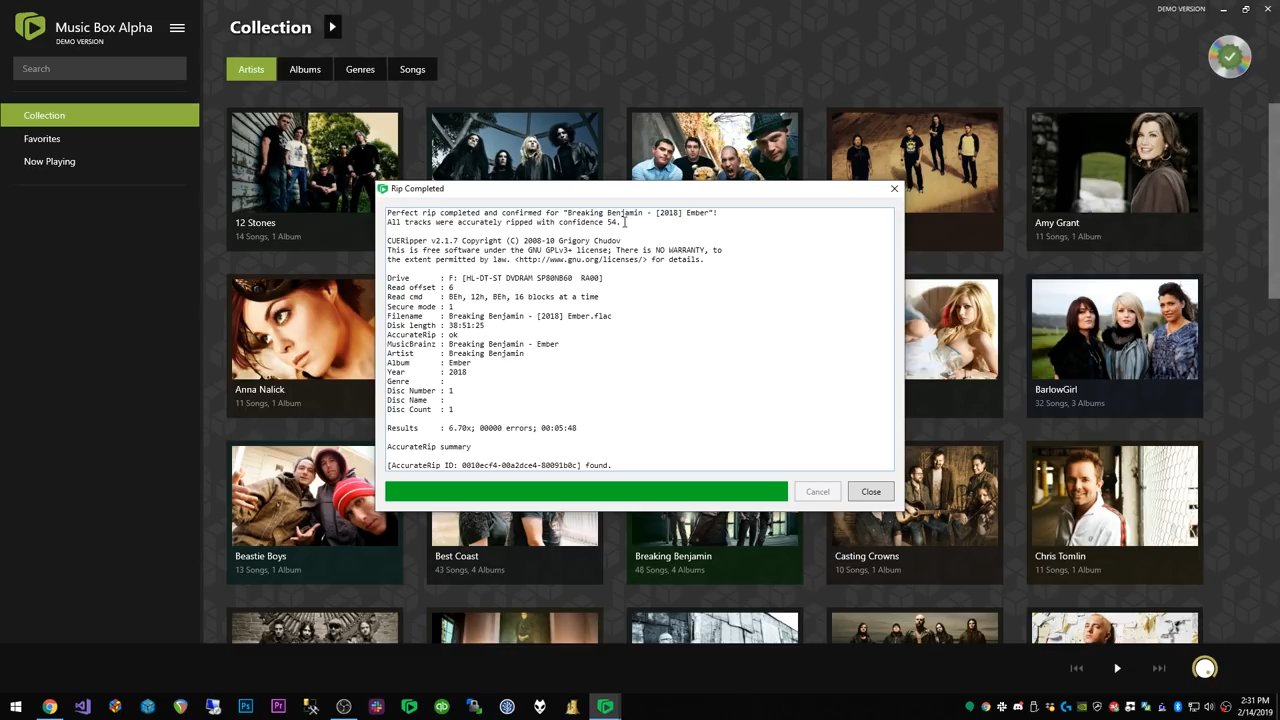 Music Box Alpha
DEMO VERSION
Search
Collection
Favorites
Now Playing
DEMO VERSION
Collection
Artists
Albums
Genres
Songs
12 Stones
14 Songs, 1 Album
Amy Grant
Anna Nalick
11 Songs, 1 Album
BarlowGirl
32 Songs, 3 Albums
Beastie Boys
13 Songs, 1 Album
Best Coast
43 Songs, 4 Albums
Breaking Benjamin
48 Songs, 4 Albums
Casting Crowns
10 Songs, 1 Album
Chris Tomlin
11 Songs, 1 Album
Rip Completed
Perfect rip completed and confirmed for "Breaking Benjamin - [2018] Ember"!
All tracks were accurately ripped with confidence 54.
CUERipper v2.1.7 Copyright (C) 2008-10 Grigory Chudov
This is free software under the GNU GPLv3+ license; There is NO WARRANTY, to
the extent permitted by law. <http://www.gnu.org/licenses/> for details.
Drive : F: [HL-DT-ST DVDRAM SP80NB60 RA00]
Read offset : 6
Read cmd : BEh, 12h, BEh, 16 blocks at a time
Secure mode : 1
Filename : Breaking Benjamin - [2018] Ember.flac
Disk length : 38:51:25
AccurateRip : ok
MusicBrainz : Breaking Benjamin - Ember
Artist : Breaking Benjamin
Album : Ember
Year : 2018
Genre :
Disc Number : 1
Disc Name :
Disc Count : 1
Results : 6.70x; 00000 errors; 00:05:48
AccurateRip summary
[AccurateRip ID: 0010ecf4-00a2dce4-80091b0c] found.
Cancel
Close
2:31 PM
2/14/2019